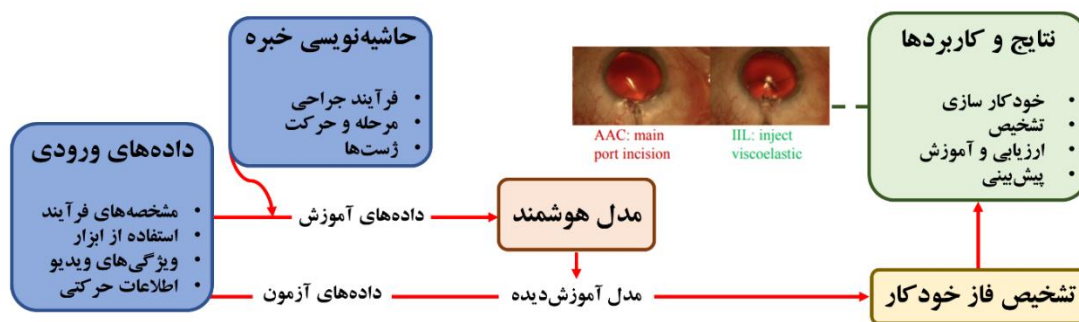 حاشیه‌نویسی خبره
• فرآیند جراحی
• مرحله و حرکت
• ژست‌ها
نتایج و کاربردها
• خودکار سازی
• تشخیص
• ارزیابی و آموزش
• پیش‌بینی
AAC: main
port incision
IIL: inject
viscoelastic
داده‌های ورودی
• مشخصه‌های فرآیند
• استفاده از ابزار
• ویژگی‌های ویدیو
• اطلاعات حرکتی
داده‌های آموزش
مدل هوشمند
داده‌های آزمون
مدل آموزش‌دیده
تشخیص فاز خودکار